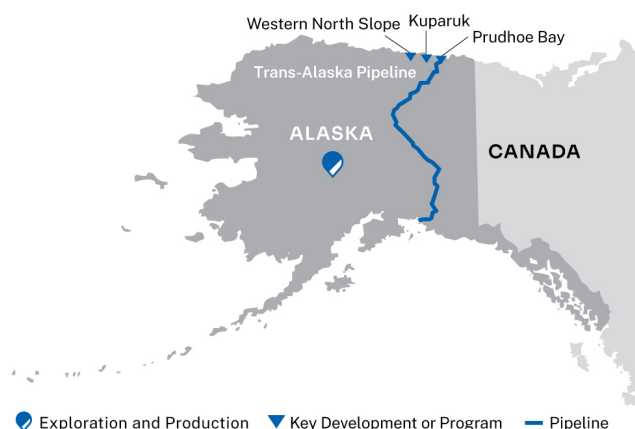 Western North Slope
Kuparuk
Prudhoe Bay
Trans-Alaska Pipeline
ALASKA
CANADA
Exploration and Production
Key Development or Program
Pipeline